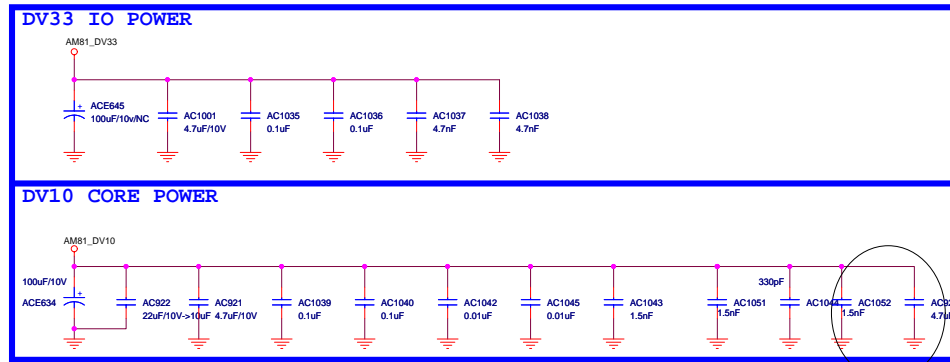 DV33 IO POWER
AM81_DV33
ACE645
100uF/10v/NC
AC1001
4.7uF/10V
AC1035
0.1uF
AC1036
0.1uF
AC1037
4.7nF
AC1038
4.7nF
DV10 CORE POWER
AM81_DV10
100uF/10V
ACE634
AC922
22uF/10V->10uF
AC921
4.7uF/10V
AC1039
0.1uF
AC1040
0.1uF
AC1042
0.01uF
AC1045
0.01uF
AC1043
1.5nF
AC1051
1.5nF
330pF
AC1052
1.5nF